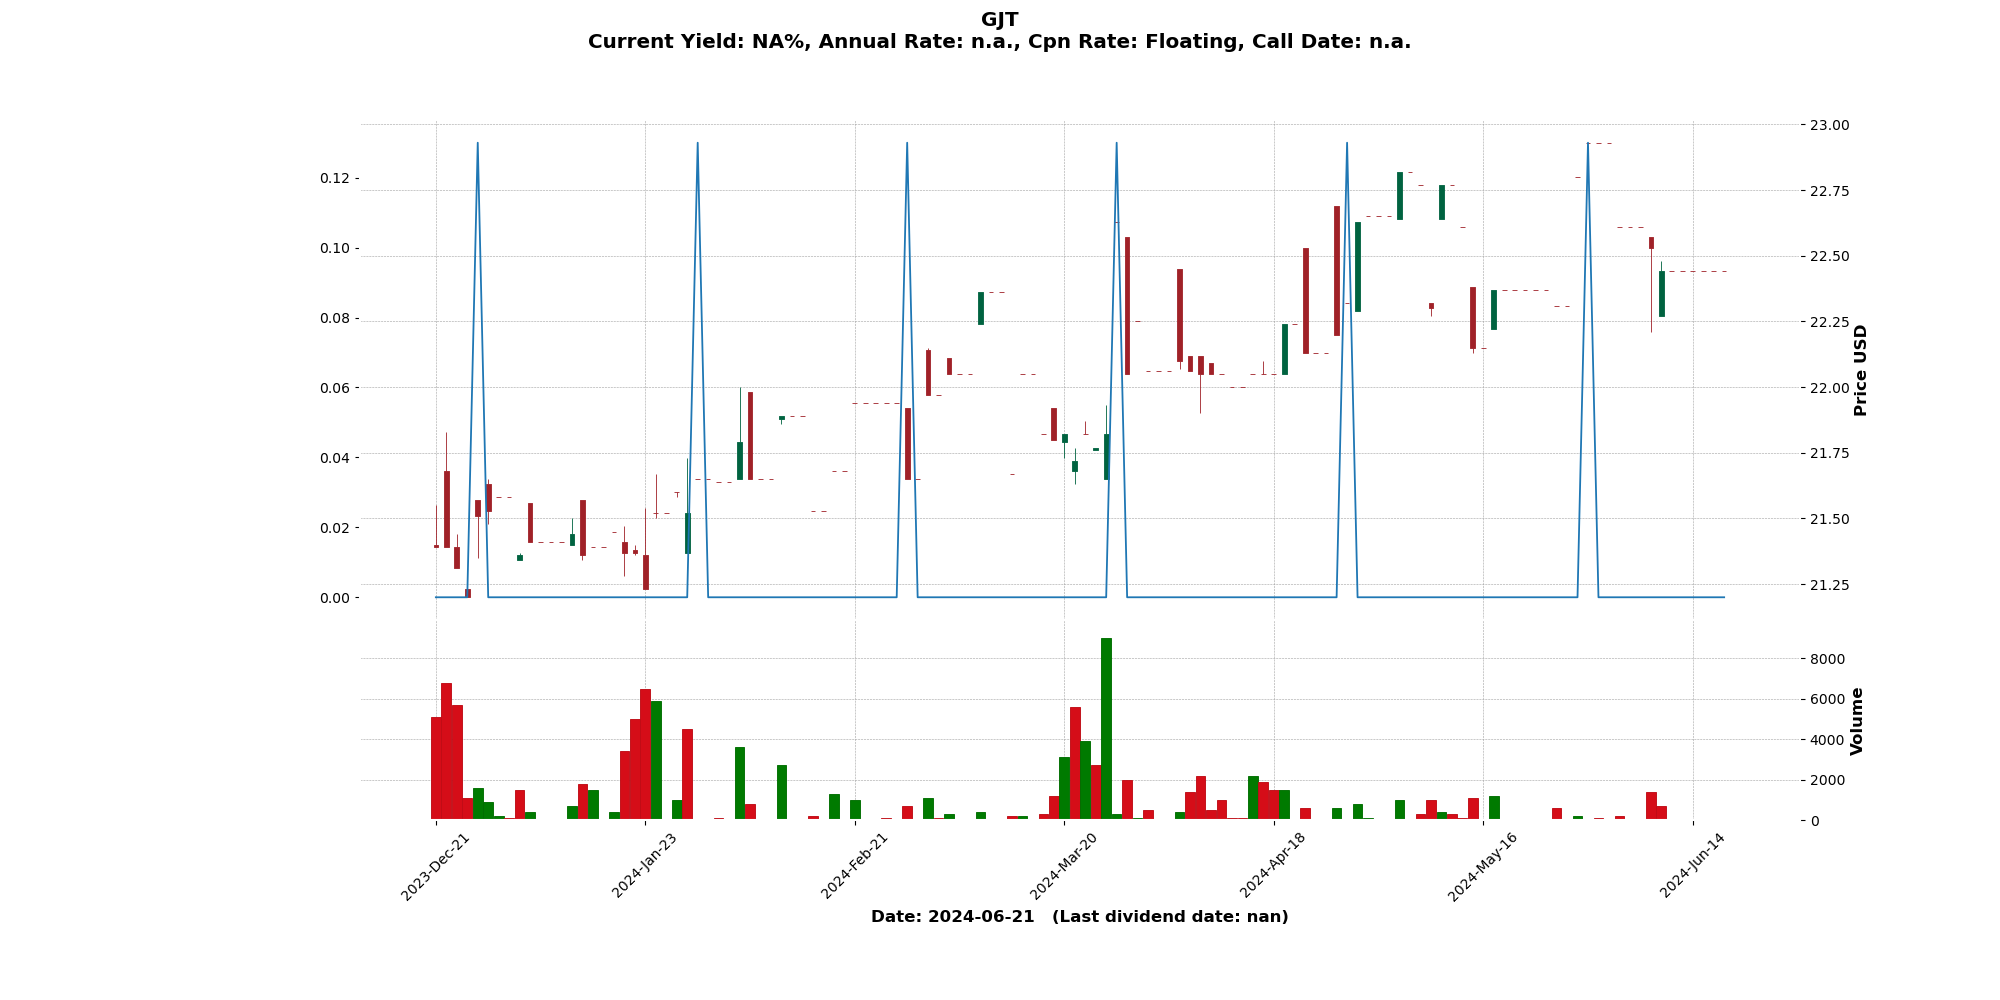 GJT
Current Yield: NA%, Annual Rate: n.a., Cpn Rate: Floating, Call Date: n.a.
0.12
0.10
0.08
0.06
0.04
0.02
0.00
23.00
22.75
22.50
22.25
22.00
21.75
21.50
21.25
Price USD
8000
6000
4000
2000
0
Volume
2023-Dec-21
2024-Jan-23
2024-Feb-21
2024-Mar-20
2024-Apr-18
2024-May-16
2024-Jun-14
Date: 2024-06-21   (Last dividend date: nan)